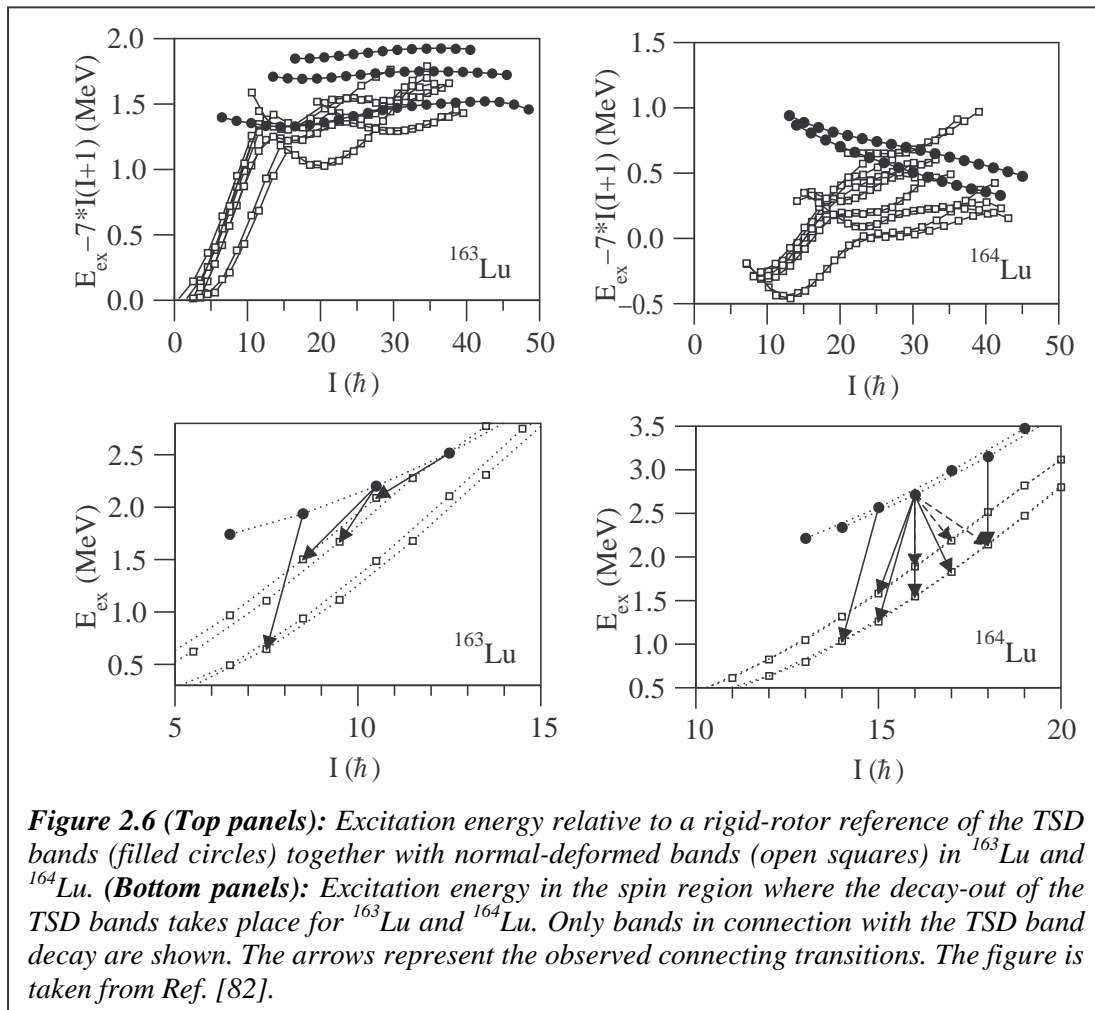 2.0
1.5
1.0
0.5
0.0
E_ex−7*I(I+1) (MeV)
163Lu
0 10 20 30 40 50
I (ħ)
1.5
1.0
0.5
0.0
−0.5
E_ex−7*I(I+1) (MeV)
164Lu
0 10 20 30 40 50
I (ħ)
2.5
2.0
1.5
1.0
0.5
E_ex (MeV)
163Lu
5 10 15
I (ħ)
3.5
3.0
2.5
2.0
1.5
1.0
0.5
E_ex (MeV)
164Lu
10 15 20
I (ħ)
Figure 2.6 (Top panels): Excitation energy relative to a rigid-rotor reference of the TSD
bands (filled circles) together with normal-deformed bands (open squares) in 163Lu and
164Lu. (Bottom panels): Excitation energy in the spin region where the decay-out of the
TSD bands takes place for 163Lu and 164Lu. Only bands in connection with the TSD band
decay are shown. The arrows represent the observed connecting transitions. The figure is
taken from Ref. [82].